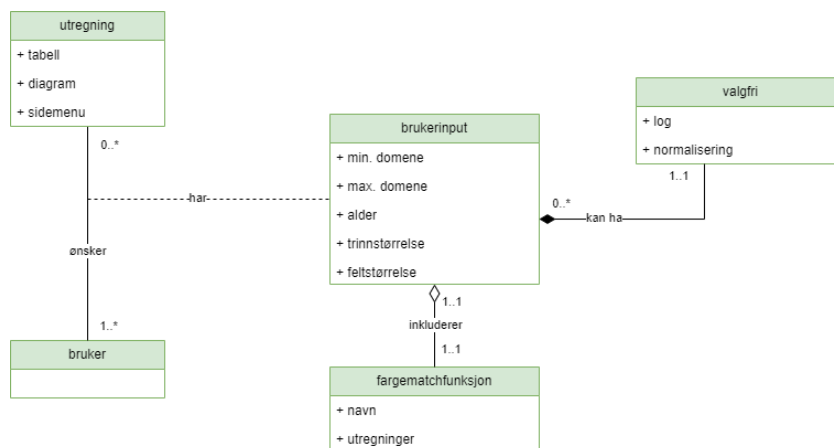 utregning
+ tabell
+ diagram
+ sidemenu
0..*
ønsker
1..*
bruker
har
brukerinput
+ min. domene
+ max. domene
+ alder
+ trinnstørrelse
+ feltstørrelse
0..*
kan ha
1..1
valgfri
+ log
+ normalisering
1..1
inkluderer
1..1
fargematchfunksjon
+ navn
+ utregninger